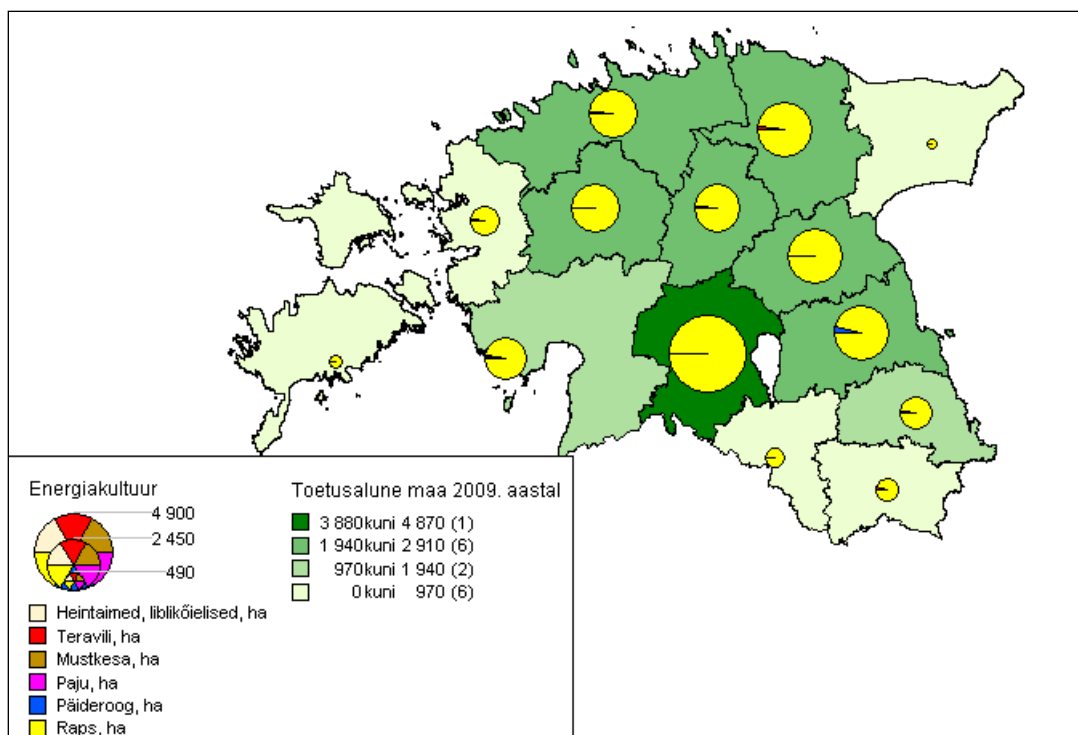 Energiakultuur
4 900
2 450
490
Heintaimed, liblikõielised, ha
Teravili, ha
Mustkesa, ha
Paju, ha
Päideroog, ha
Raps, ha
Toetusalune maa 2009. aastal
3 880kuni 4 870 (1)
1 940kuni 2 910 (6)
970kuni 1 940 (2)
0kuni 970 (6)